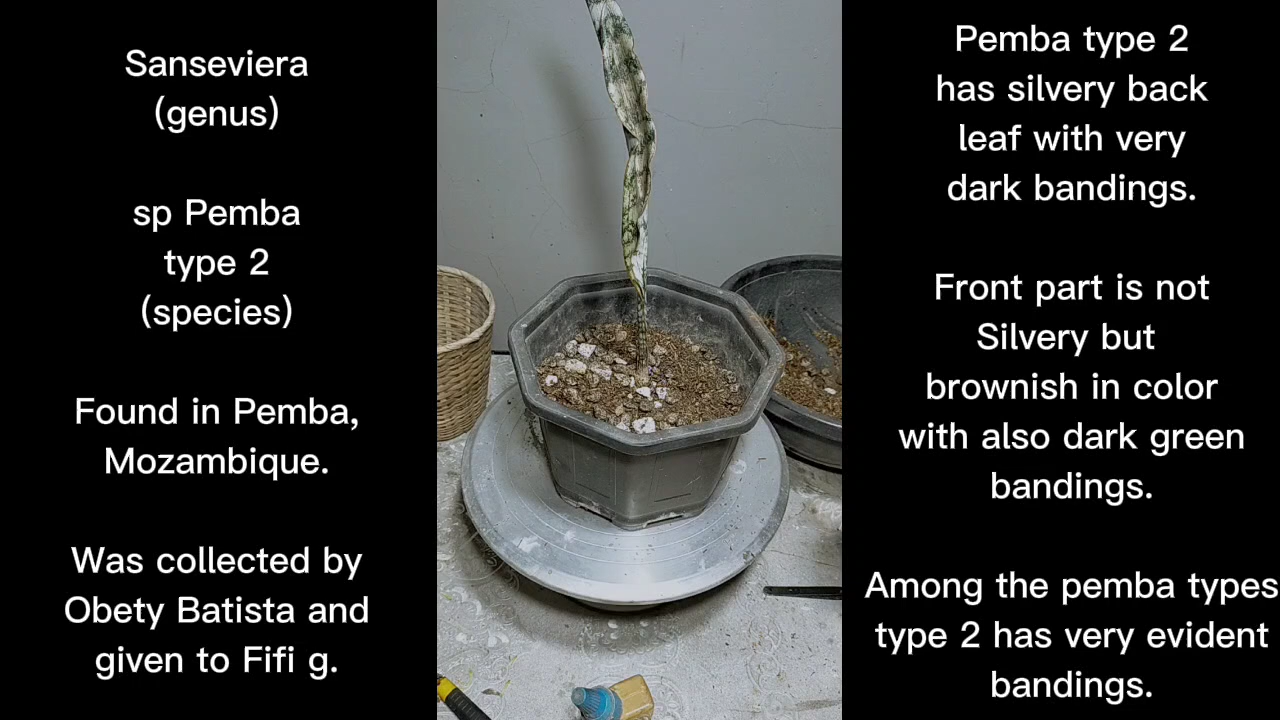 Sanseviera
(genus)
sp Pemba
type 2
(species)
Found in Pemba,
Mozambique.
Was collected by
Obety Batista and
given to Fifi g.
Pemba type 2
has silvery back
leaf with very
dark bandings.
Front part is not
Silvery but
brownish in color
with also dark green
bandings.
Among the pemba types
type 2 has very evident
bandings.